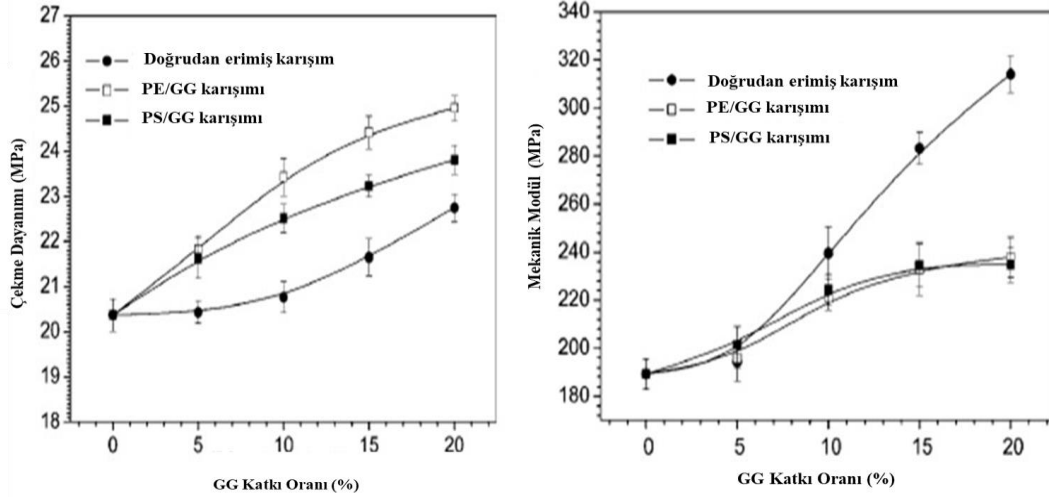 27
26
25
24
23
22
21
20
19
18
Çekme Dayanımı (MPa)
Doğrudan erimiş karışım
PE/GG karışımı
PS/GG karışımı
0 5 10 15 20
GG Katkı Oranı (%)
340
320
300
280
260
240
220
200
180
Mekanik Modül (MPa)
Doğrudan erimiş karışım
PE/GG karışımı
PS/GG karışımı
0 5 10 15 20
GG Katkı Oranı (%)